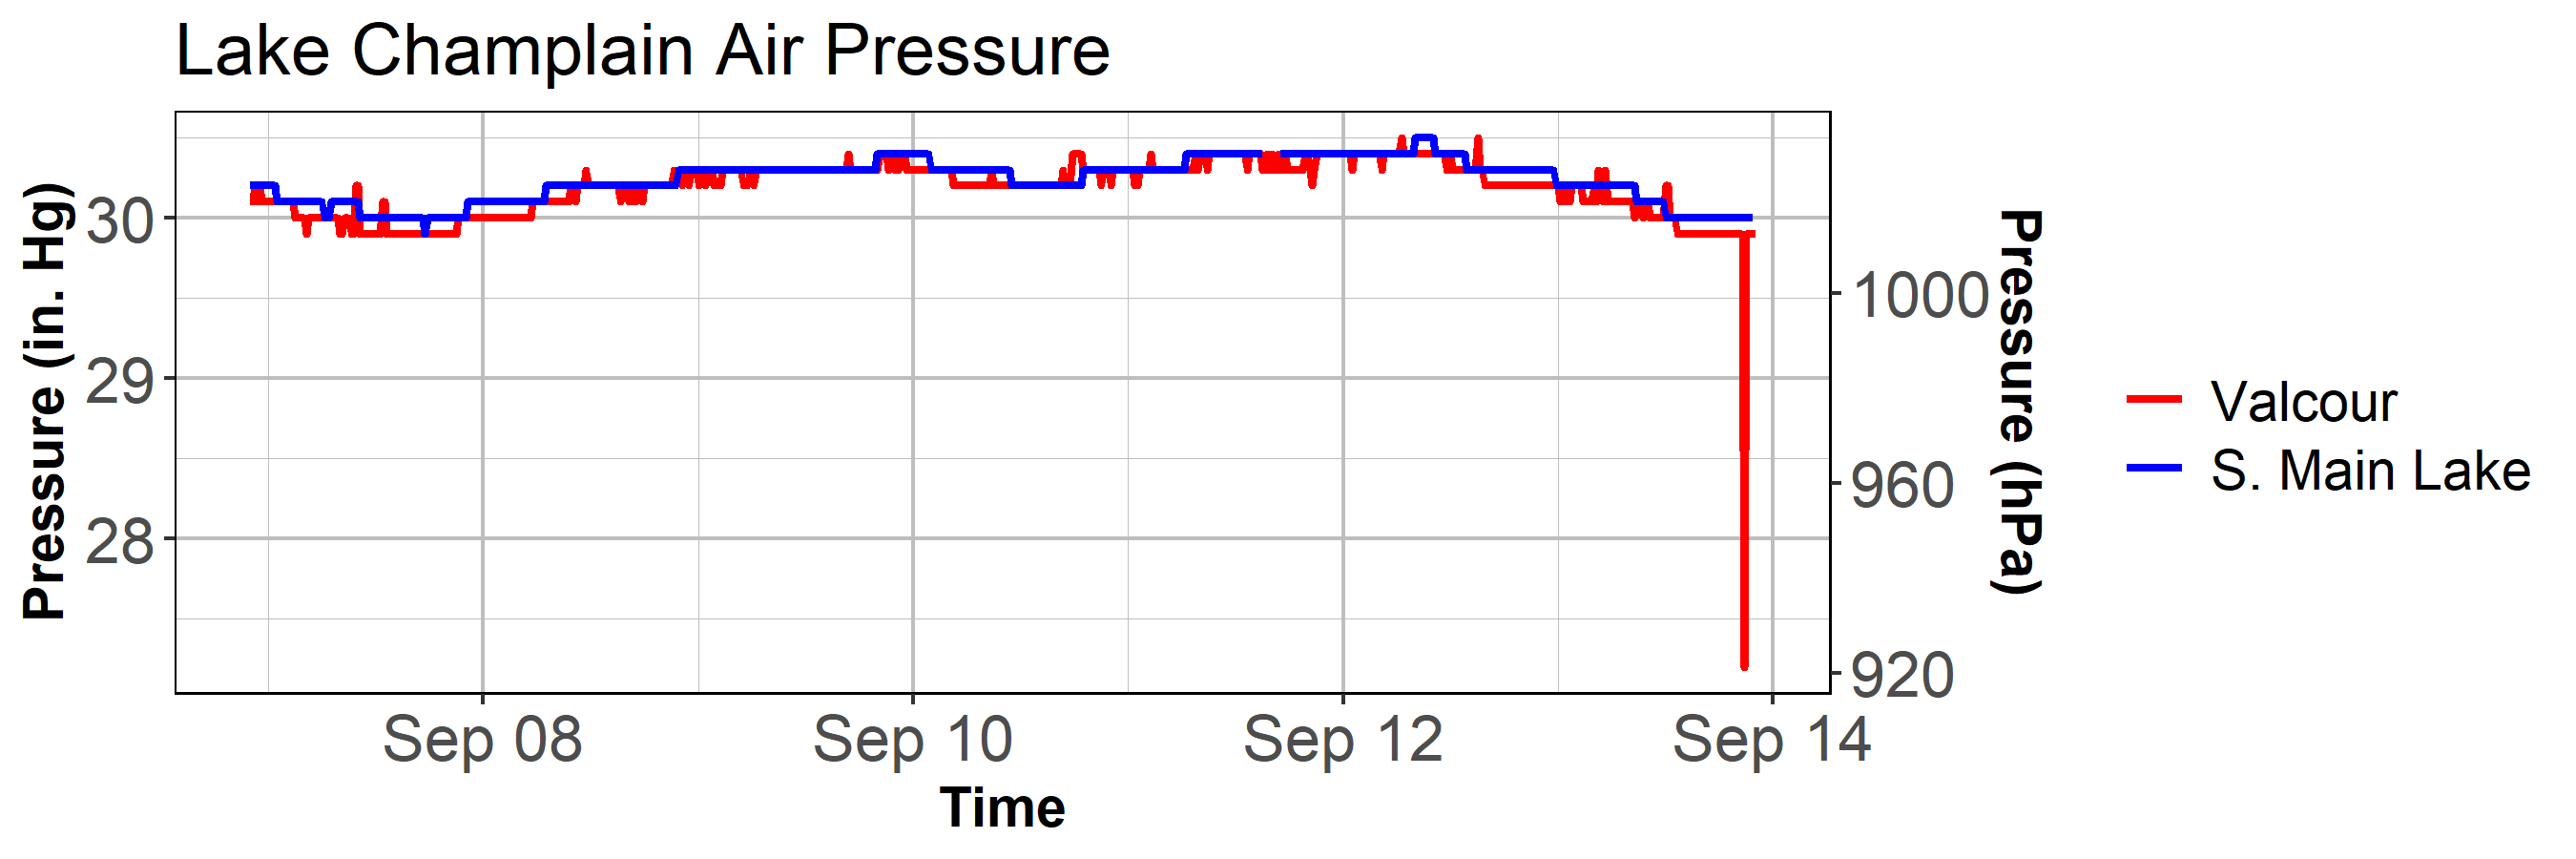 Lake Champlain Air Pressure
Pressure (in. Hg)
30
29
28
1000
960
920
Pressure (hPa)
Valcour
S. Main Lake
Sep 08
Sep 10
Sep 12
Sep 14
Time